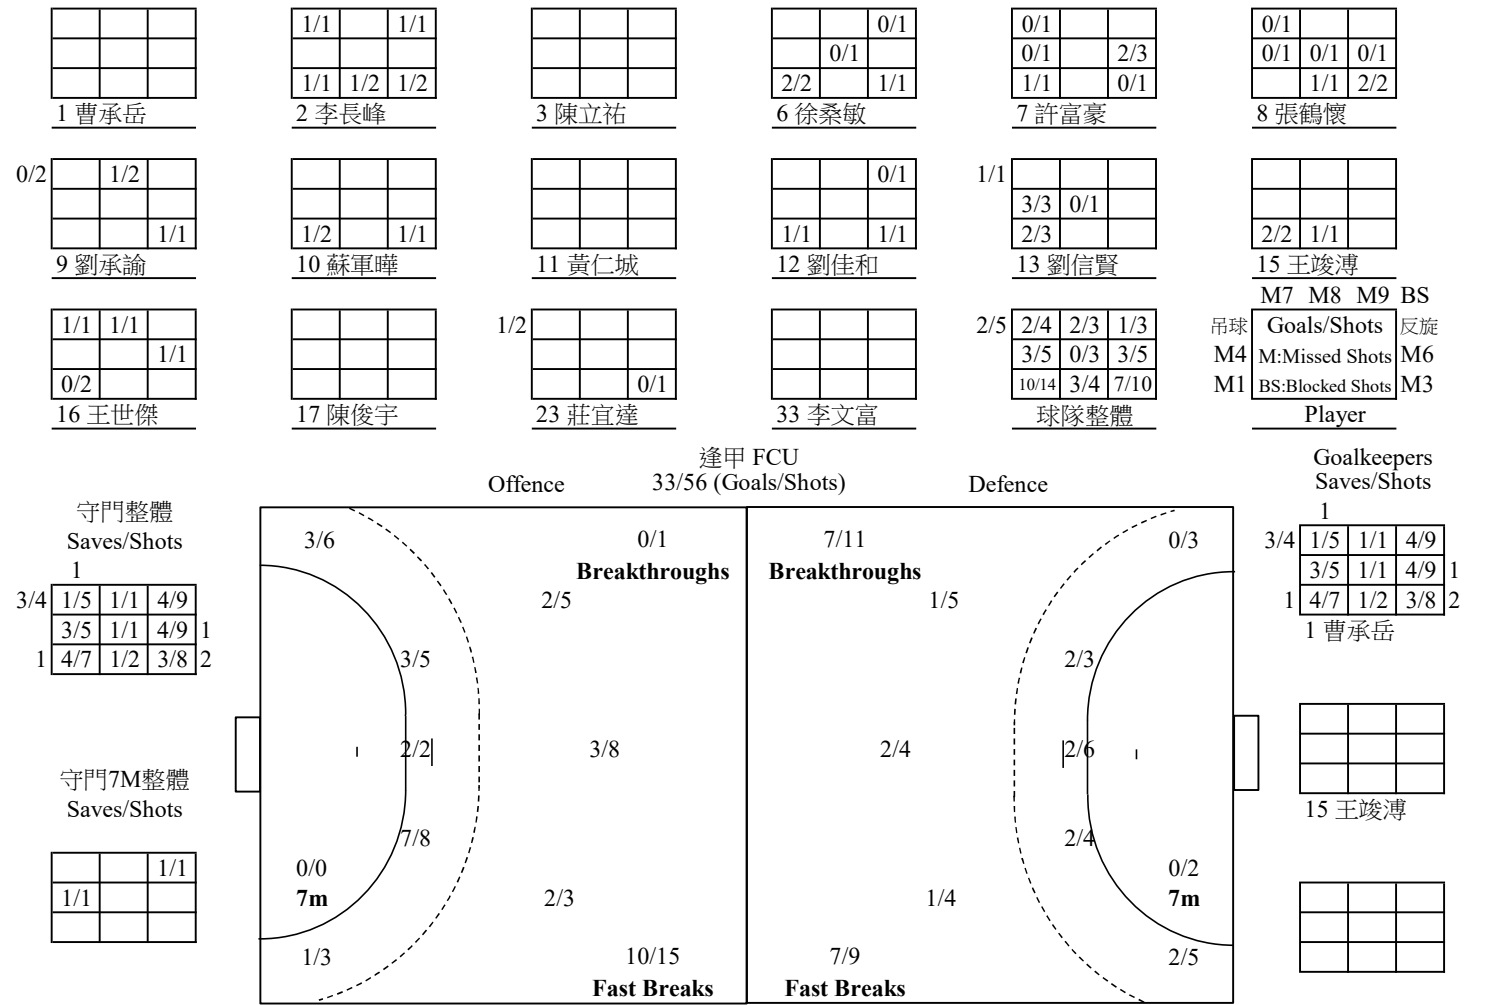 1/1 1/1 0/1 0/1 0/1
0/1 0/1 2/3 0/1 0/1 0/1
1/1 1/2 1/2 2/2 1/1 1/1 0/1 1/1 2/2
1 曹承岳 2 李長峰 3 陳立祐 6 徐桑敏 7 許富豪 8 張鶴懷
0/2 1/2 0/1 1/1
3/3 0/1
1/1 1/2 1/1 1/1 1/1 2/3 2/2 1/1
9 劉承諭 10 蘇軍曄 11 黃仁城 12 劉佳和 13 劉信賢 15 王竣溥
M7 M8 M9 BS
1/1 1/1 1/2 2/5 2/4 2/3 1/3 吊球 Goals/Shots 反旋
1/1 3/5 0/3 3/5 M4 M:Missed Shots M6
0/2 0/1 10/14 3/4 7/10 M1 BS:Blocked Shots M3
16 王世傑 17 陳俊宇 23 莊宜達 33 李文富 球隊整體 Player
逢甲 FCU
33/56 (Goals/Shots)
Offence Defence
Goalkeepers
Saves/Shots
守門整體
Saves/Shots
1
3/4 1/5 1/1 4/9
3/5 1/1 4/9 1
1 4/7 1/2 3/8 2
守門7M整體
Saves/Shots
1/1
1/1
3/6 0/1
Breakthroughs
2/5
3/5
2/2 3/8
7/8
0/0
7m
2/3
1/3 10/15
Fast Breaks
7/11 0/3
Breakthroughs
1/5
2/3
2/4 2/6
2/4
0/2
7m
1/4
7/9 2/5
Fast Breaks
1
3/4 1/5 1/1 4/9
3/5 1/1 4/9 1
1 4/7 1/2 3/8 2
1 曹承岳
15 王竣溥